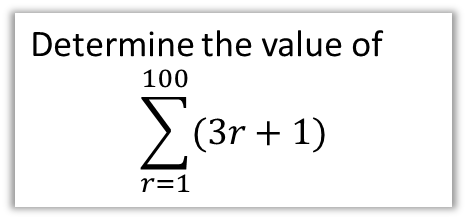 Determine the value of
100
∑(3𝑟 + 1)
𝑟=1